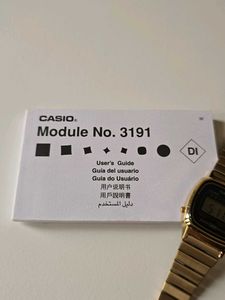 CASIO®
Module No. 3191
DI
User's Guide
Guía del usuario
Guia do Usuário
用户说明书
用戶說明書
دليل المستخدم